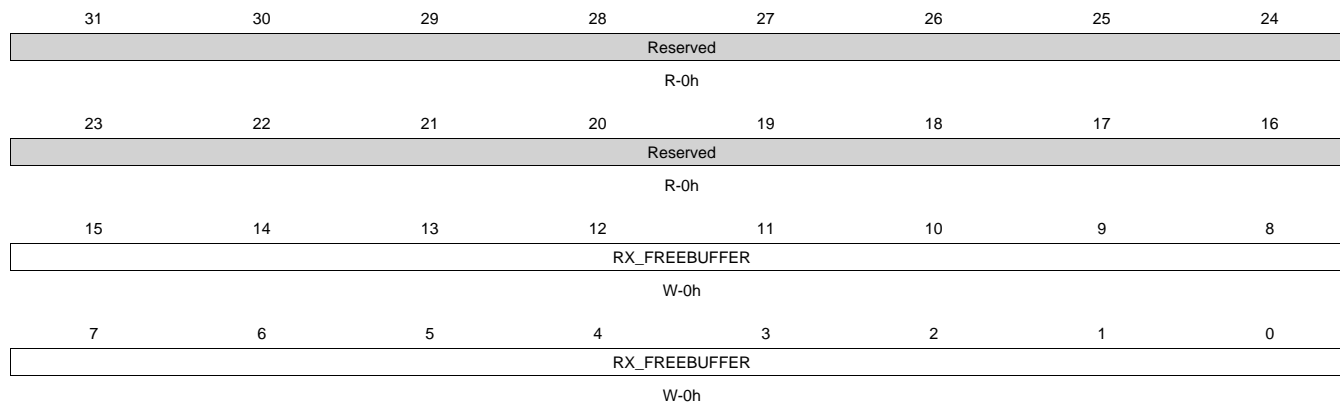 31 30 29 28 27 26 25 24
Reserved
R-0h
23 22 21 20 19 18 17 16
Reserved
R-0h
15 14 13 12 11 10 9 8
RX_FREEBUFFER
W-0h
7 6 5 4 3 2 1 0
RX_FREEBUFFER
W-0h